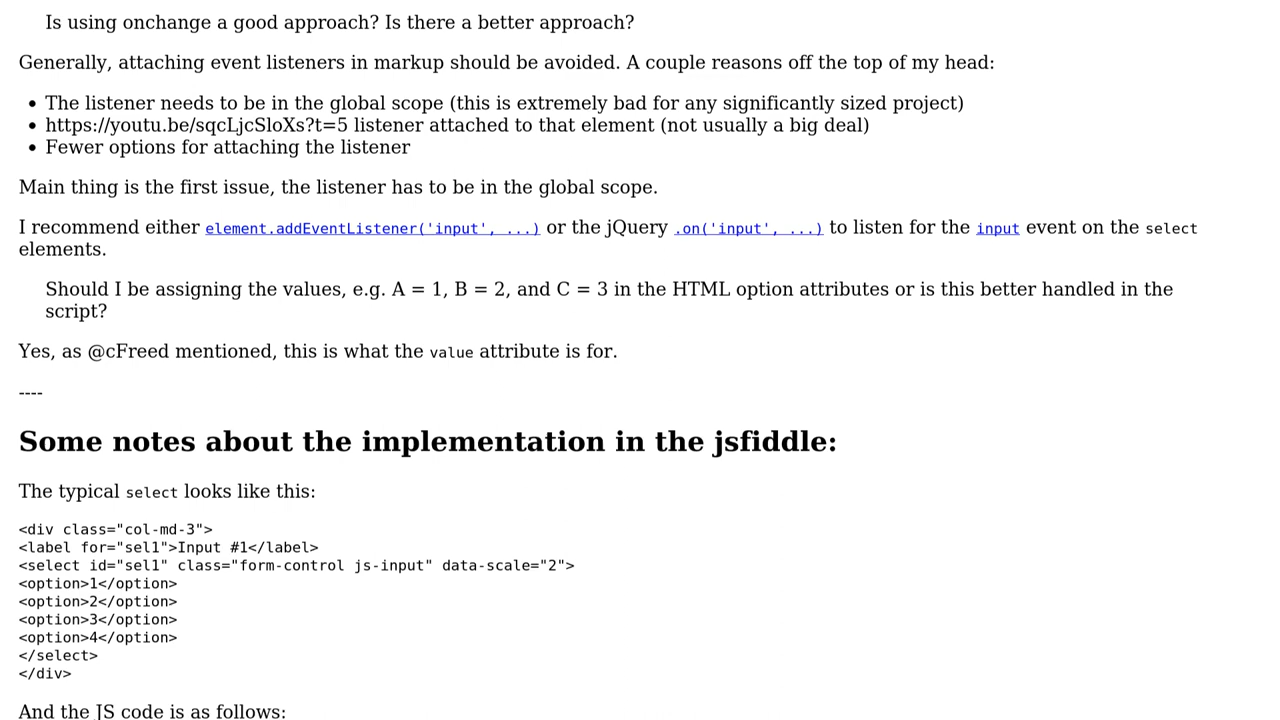 Is using onchange a good approach? Is there a better approach?
Generally, attaching event listeners in markup should be avoided. A couple reasons off the top of my head:
• The listener needs to be in the global scope (this is extremely bad for any significantly sized project)
• https://youtu.be/sqcLjcSloXs?t=5 listener attached to that element (not usually a big deal)
• Fewer options for attaching the listener
Main thing is the first issue, the listener has to be in the global scope.
I recommend either element.addEventListener('input', ...) or the jQuery .on('input', ...) to listen for the input event on the select
elements.
Should I be assigning the values, e.g. A = 1, B = 2, and C = 3 in the HTML option attributes or is this better handled in the
script?
Yes, as @cFreed mentioned, this is what the value attribute is for.
----
Some notes about the implementation in the jsfiddle:
The typical select looks like this:
<div class="col-md-3">
<label for="sel1">Input #1</label>
<select id="sel1" class="form-control js-input" data-scale="2">
<option>1</option>
<option>2</option>
<option>3</option>
<option>4</option>
</select>
</div>
And the JS code is as follows: